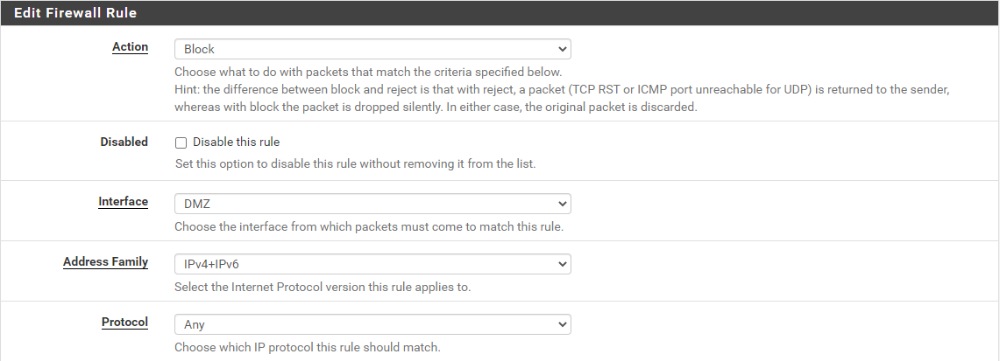 Edit Firewall Rule
Action
Block
Choose what to do with packets that match the criteria specified below.
Hint: the difference between block and reject is that with reject, a packet (TCP RST or ICMP port unreachable for UDP) is returned to the sender,
whereas with block the packet is dropped silently. In either case, the original packet is discarded.
Disabled
Disable this rule
Set this option to disable this rule without removing it from the list.
Interface
DMZ
Choose the interface from which packets must come to match this rule.
Address Family
IPv4+IPv6
Select the Internet Protocol version this rule applies to.
Protocol
Any
Choose which IP protocol this rule should match.